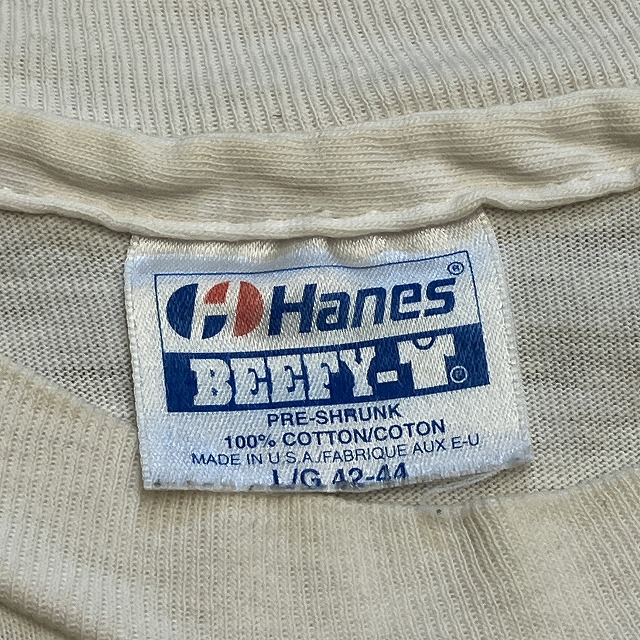 Hanes®
BEEFY-T®
PRE-SHRUNK
100% COTTON/COTON
MADE IN U.S.A./FABRIQUE AUX E-U
L/G 42-44